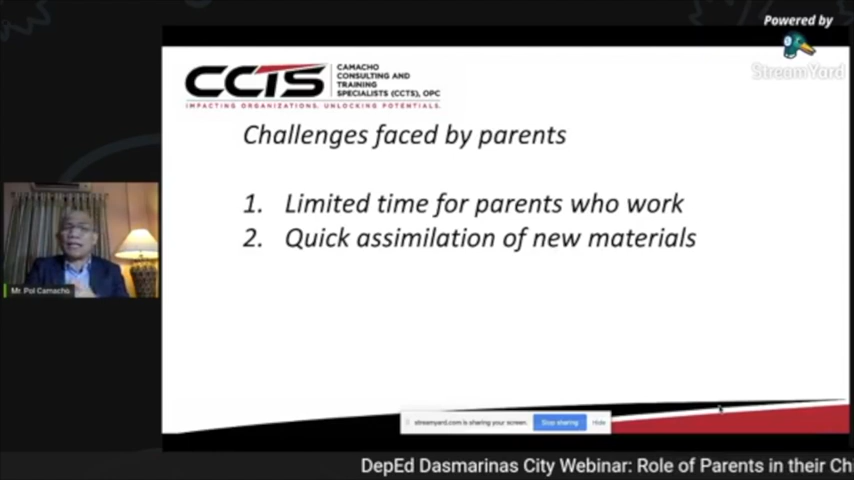 Powered by
StreamYard
CCTS
CAMACHO
CONSULTING AND
TRAINING
SPECIALISTS (CCTS), OPC
IMPACTING ORGANIZATIONS. UNLOCKING POTENTIALS.
Challenges faced by parents
1. Limited time for parents who work
2. Quick assimilation of new materials
Mr. Pol Camacho
streamyard.com is sharing your screen.
Stop sharing
Hide
DepEd Dasmarinas City Webinar: Role of Parents in their Ch